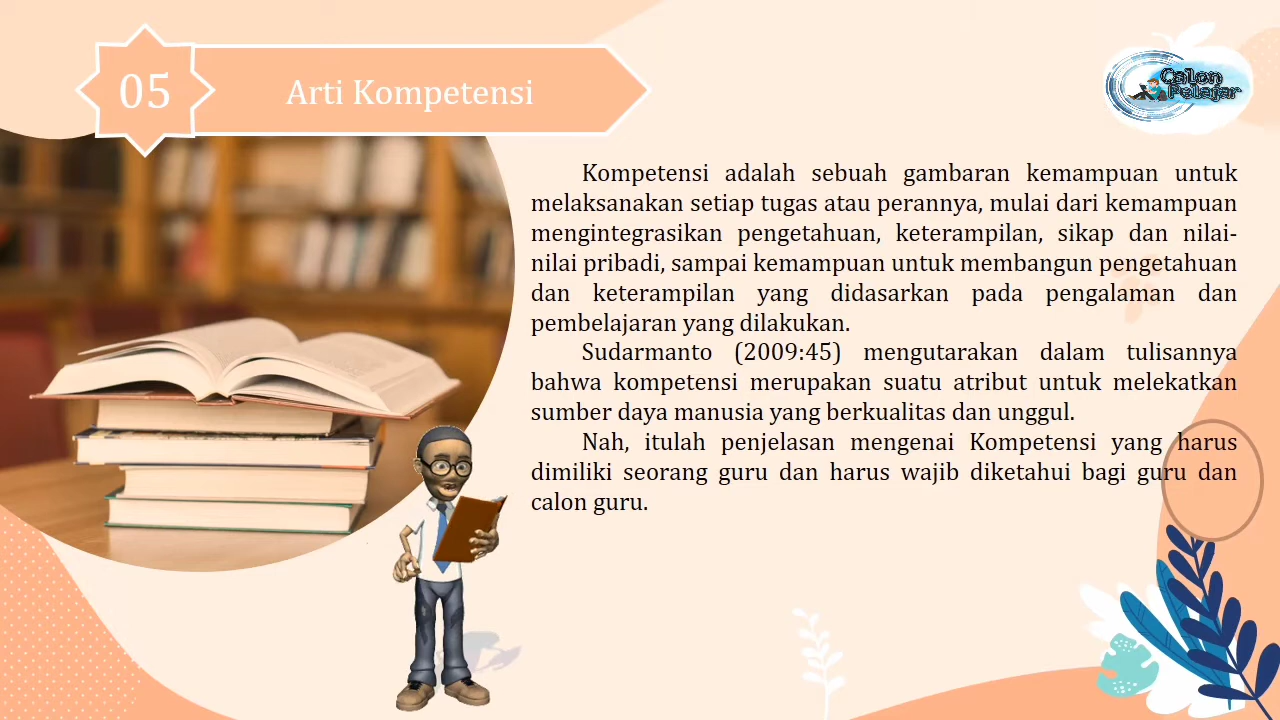 05
Arti Kompetensi
Calon
Pelajar
Kompetensi adalah sebuah gambaran kemampuan untuk
melaksanakan setiap tugas atau perannya, mulai dari kemampuan
mengintegrasikan pengetahuan, keterampilan, sikap dan nilai-
nilai pribadi, sampai kemampuan untuk membangun pengetahuan
dan keterampilan yang didasarkan pada pengalaman dan
pembelajaran yang dilakukan.
Sudarmanto (2009:45) mengutarakan dalam tulisannya
bahwa kompetensi merupakan suatu atribut untuk melekatkan
sumber daya manusia yang berkualitas dan unggul.
Nah, itulah penjelasan mengenai Kompetensi yang harus
dimiliki seorang guru dan harus wajib diketahui bagi guru dan
calon guru.